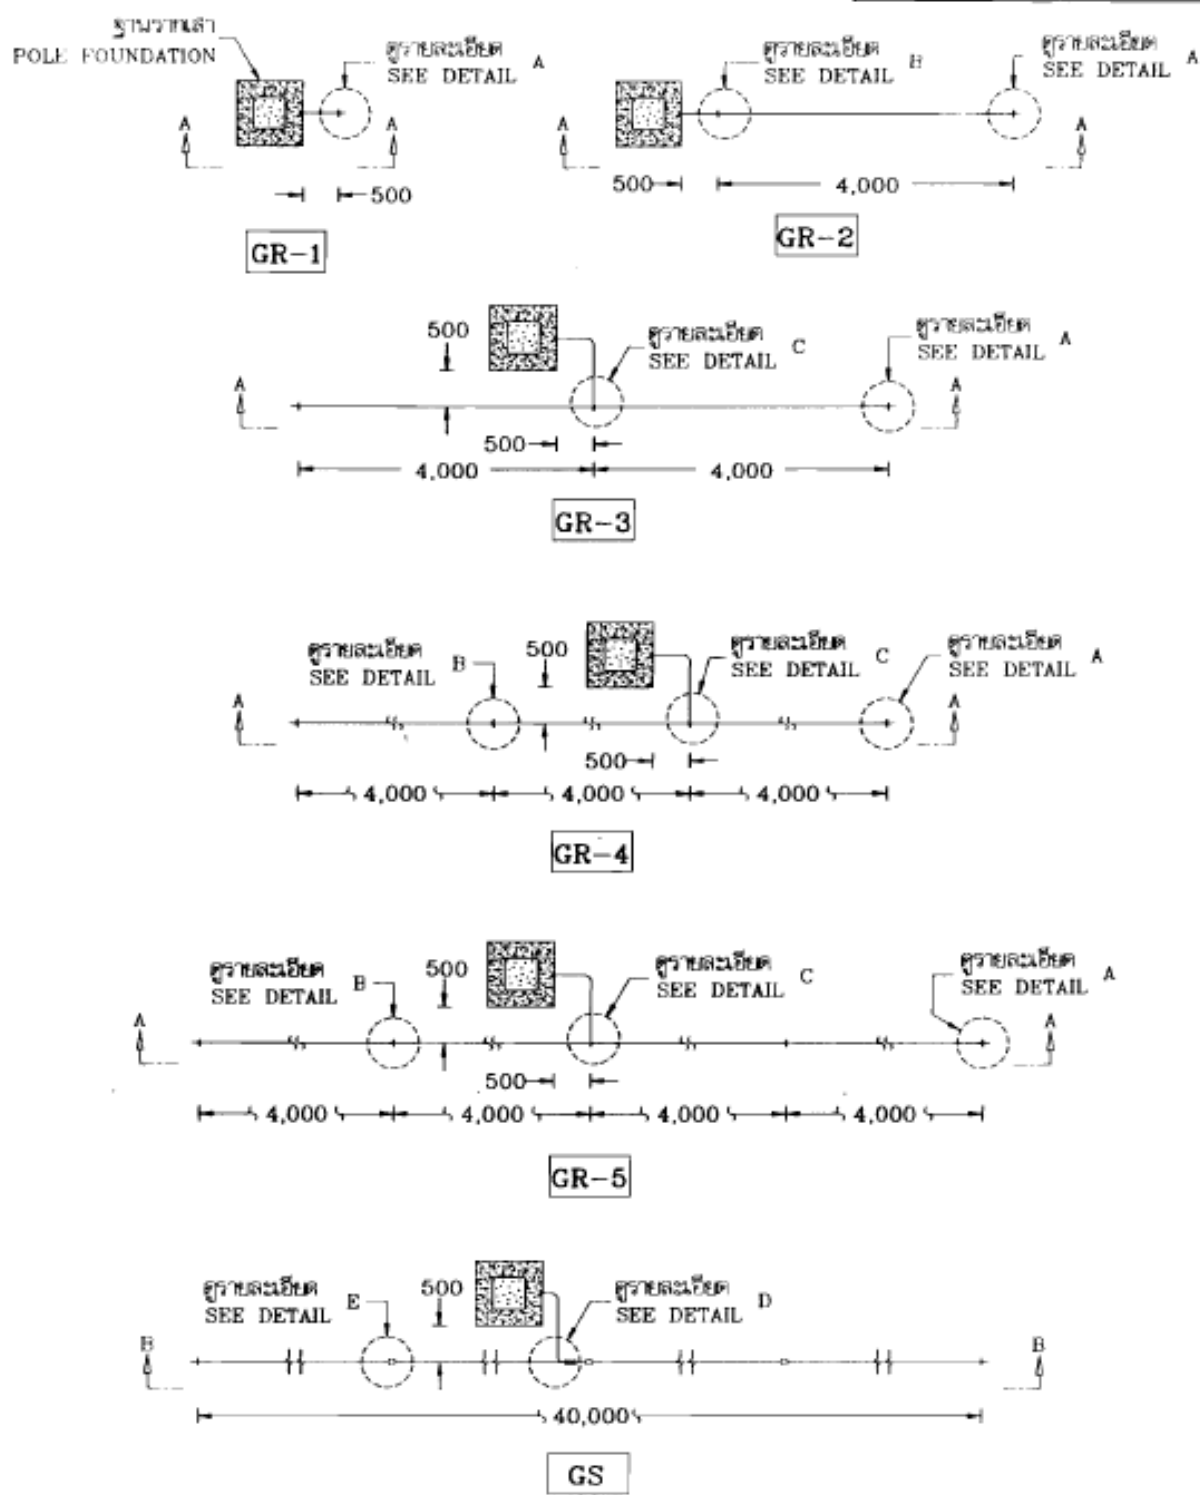 ฐานรากเสา
POLE FOUNDATION
ดูรายละเอียด
SEE DETAIL A
A A
500
GR-1
ดูรายละเอียด
SEE DETAIL B
ดูรายละเอียด
SEE DETAIL A
A A
500 4,000
GR-2
500
ดูรายละเอียด
SEE DETAIL C
ดูรายละเอียด
SEE DETAIL A
A A
500
4,000 4,000
GR-3
ดูรายละเอียด
SEE DETAIL B
500
ดูรายละเอียด
SEE DETAIL C
ดูรายละเอียด
SEE DETAIL A
A A
500
4,000 4,000 4,000
GR-4
ดูรายละเอียด
SEE DETAIL B
500
ดูรายละเอียด
SEE DETAIL C
ดูรายละเอียด
SEE DETAIL A
A A
500
4,000 4,000 4,000 4,000
GR-5
ดูรายละเอียด
SEE DETAIL E
500
ดูรายละเอียด
SEE DETAIL D
B B
40,000
GS